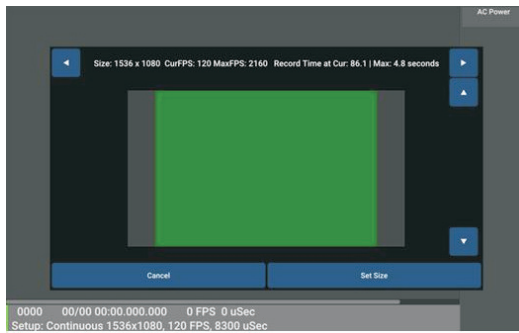 AC Power
Size: 1536 x 1080 CurFPS: 120 MaxFPS: 2160 Record Time at Cur: 86.1 | Max: 4.8 seconds
Cancel
Set Size
0000 00/00 00:00.000.000 0 FPS 0 uSec
Setup: Continuous 1536x1080, 120 FPS, 8300 uSec